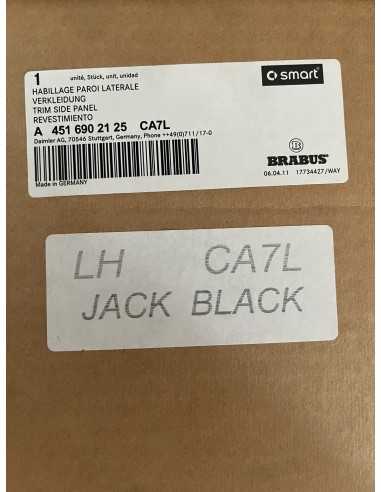 1 unité, Stück, unit, unidad
smart
HABILLAGE PAROI LATERALE
VERKLEIDUNG
TRIM SIDE PANEL
REVESTIMIENTO
A 451 690 21 25 CA7L
Daimler AG, 70546 Stuttgart, Germany, Phone ++49(0)711/17-0
B
BRABUS
Made in GERMANY
06.04.11 17734427/WAY
LH CA7L
JACK BLACK